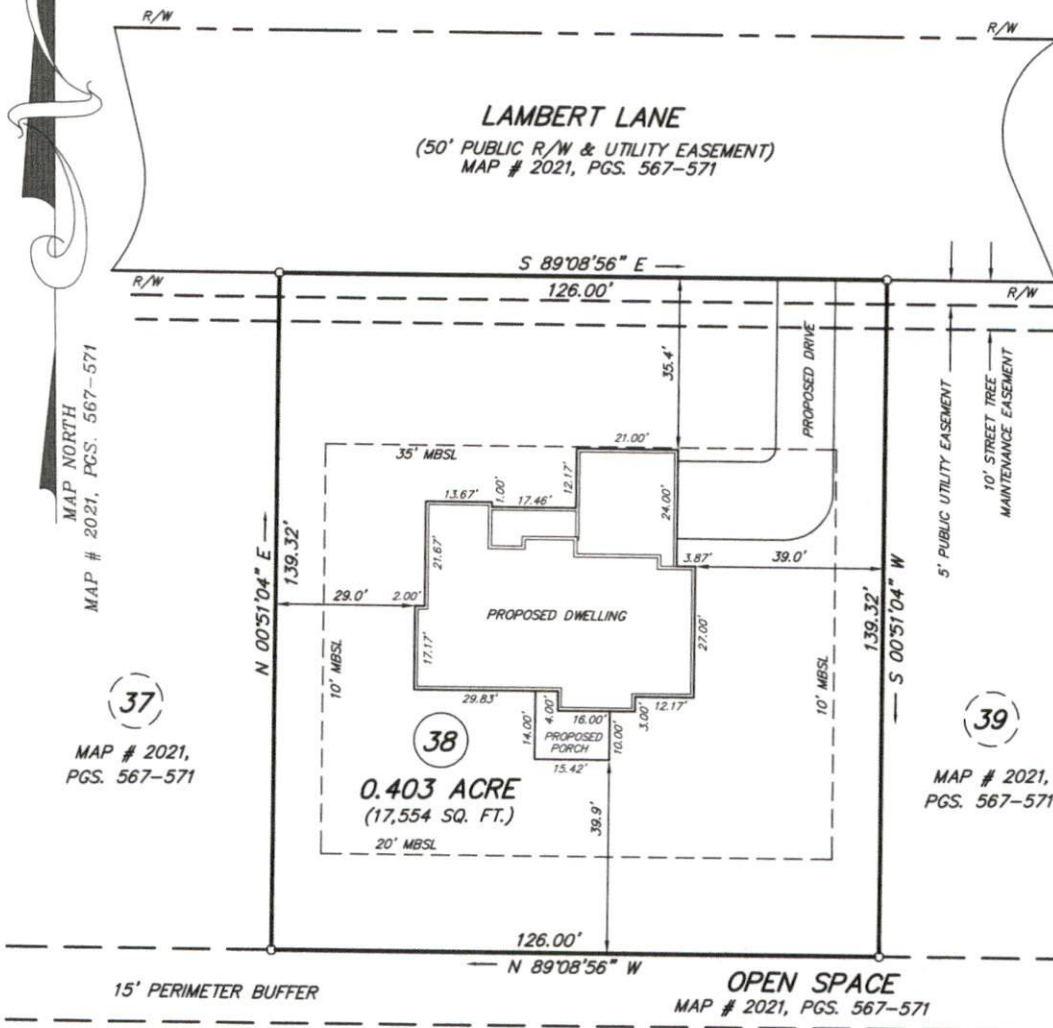 R/W
R/W
LAMBERT LANE
(50' PUBLIC R/W & UTILITY EASEMENT)
MAP # 2021, PGS. 567-571
S 89°08'56" E
R/W
126.00'
R/W
MAP NORTH
MAP # 2021, PGS. 567-571
35.4'
PROPOSED DRIVE
5' PUBLIC UTILITY EASEMENT
10' STREET TREE
MAINTENANCE EASEMENT
35' MBSL
21.00'
13.67'
1.00'
17.46'
12.17'
24.00'
N 00°51'04" E
139.32'
21.67'
3.87'
39.0'
29.0'
2.00'
PROPOSED DWELLING
139.32'
S 00°51'04" W
10' MBSL
17.17'
27.00'
10' MBSL
29.83'
14.00'
4.00'
16.00'
10.00'
3.00'
12.17'
PROPOSED
PORCH
15.42'
37
MAP # 2021,
PGS. 567-571
38
0.403 ACRE
(17,554 SQ. FT.)
39
MAP # 2021,
PGS. 567-571
39.9'
20' MBSL
126.00'
N 89°08'56" W
15' PERIMETER BUFFER
OPEN SPACE
MAP # 2021, PGS. 567-571